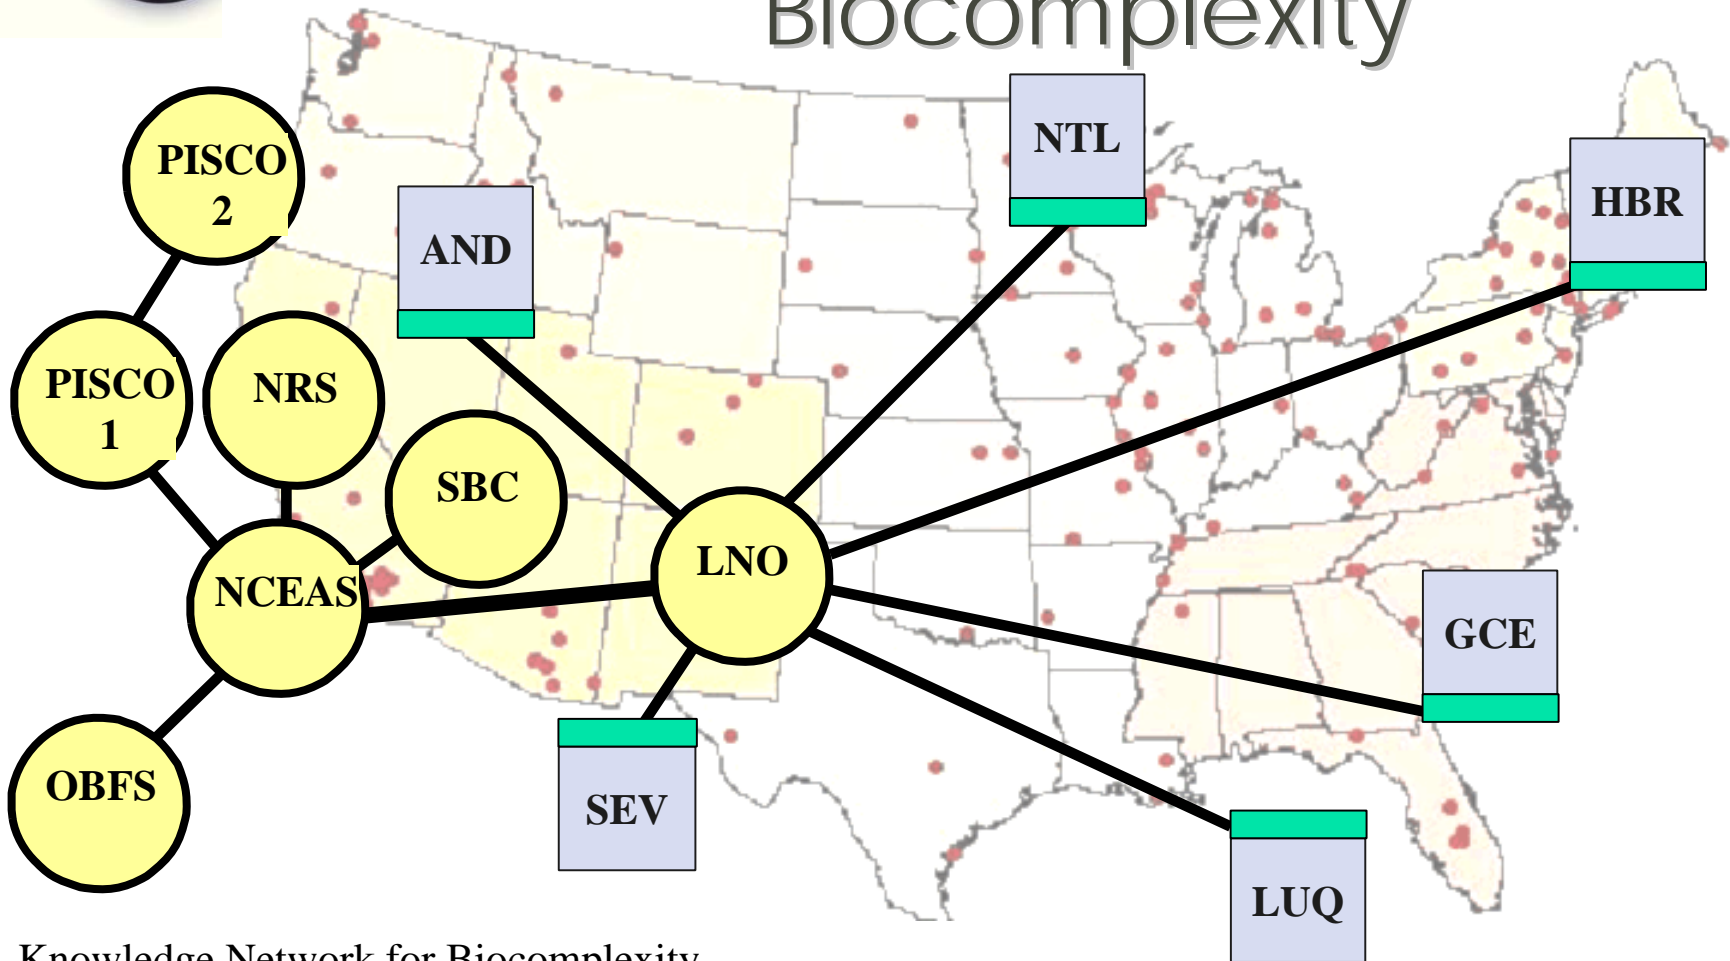 Biocomplexity
NTL
HBR
PISCO
2
AND
PISCO
1
NRS
SBC
LNO
NCEAS
GCE
OBFS
SEV
LUQ
Knowledge Network for Biocomplexity